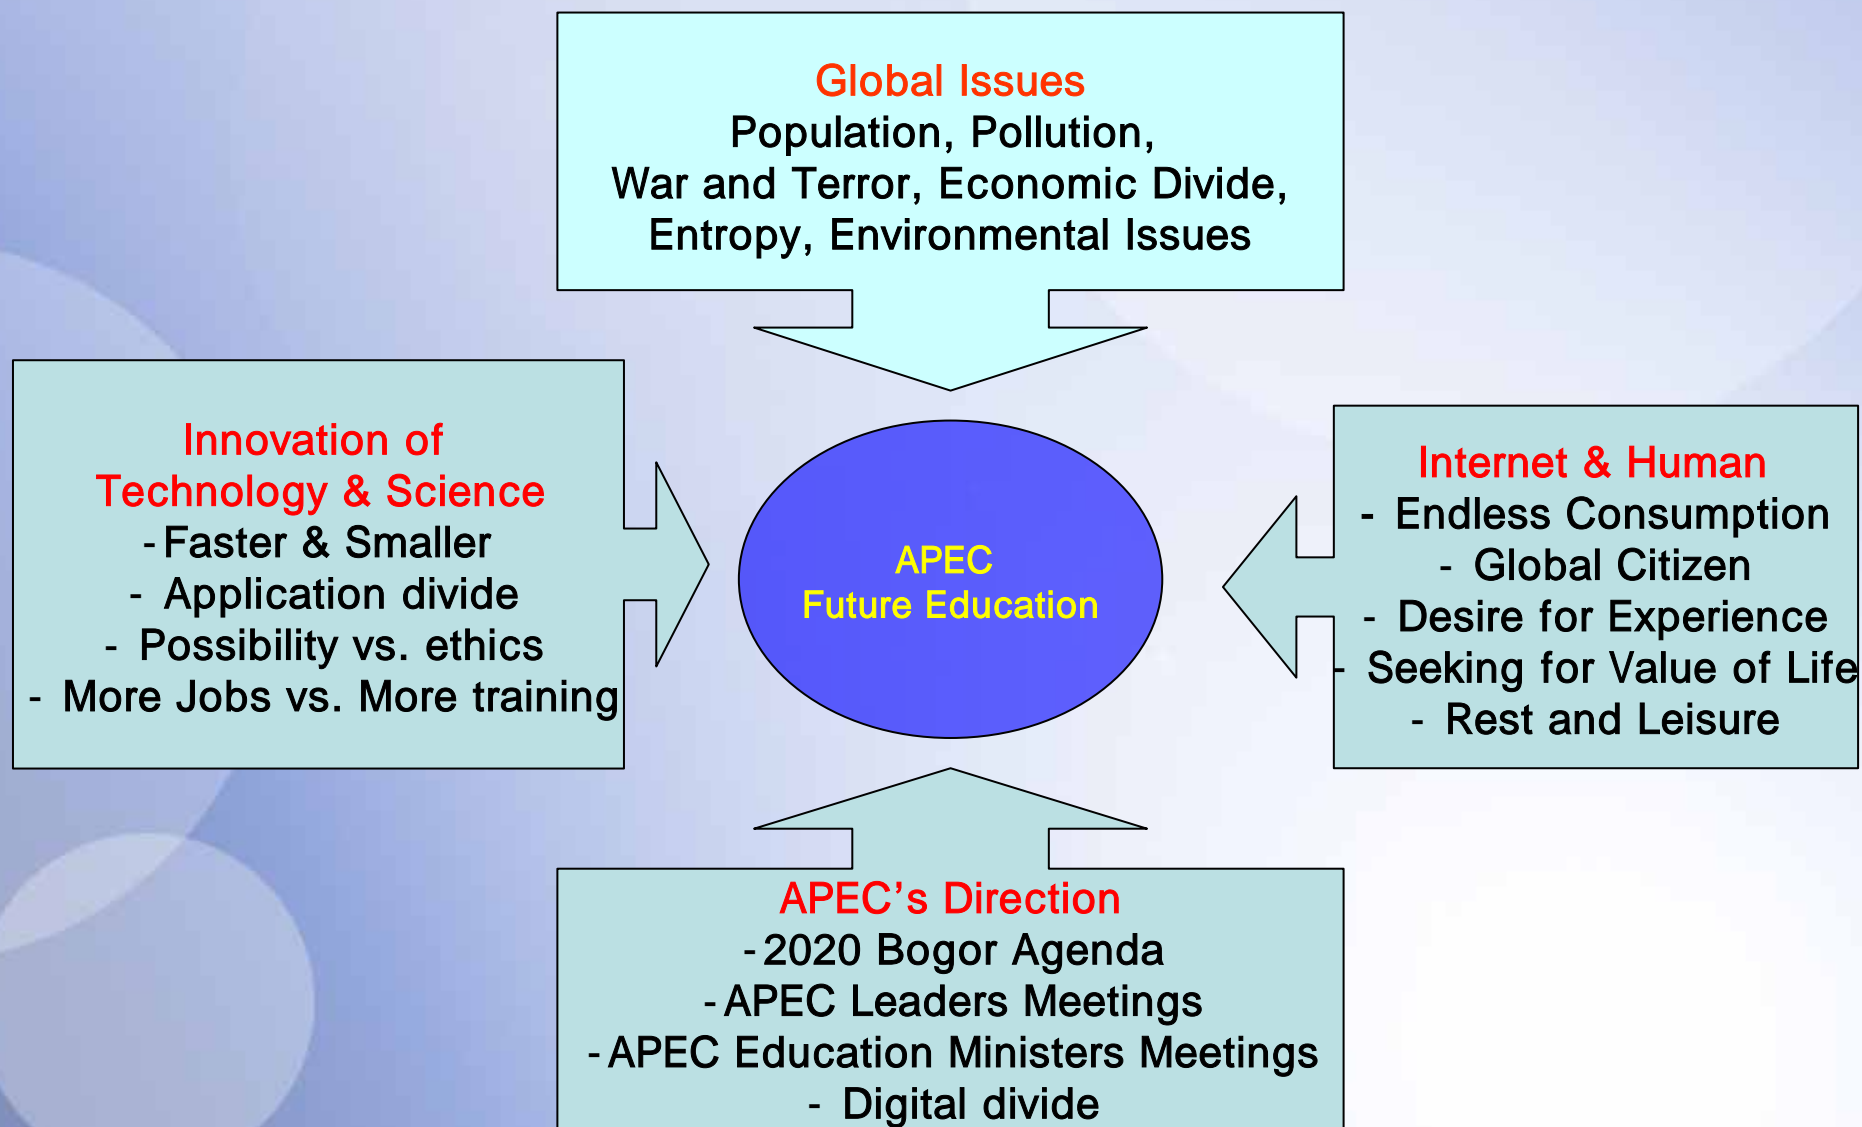 Global Issues
Population, Pollution,
War and Terror, Economic Divide,
Entropy, Environmental Issues
Innovation of
Technology & Science
- Faster & Smaller
- Application divide
- Possibility vs. ethics
- More Jobs vs. More training
APEC
Future Education
Internet & Human
- Endless Consumption
- Global Citizen
- Desire for Experience
- Seeking for Value of Life
- Rest and Leisure
APEC’s Direction
- 2020 Bogor Agenda
- APEC Leaders Meetings
- APEC Education Ministers Meetings
- Digital divide